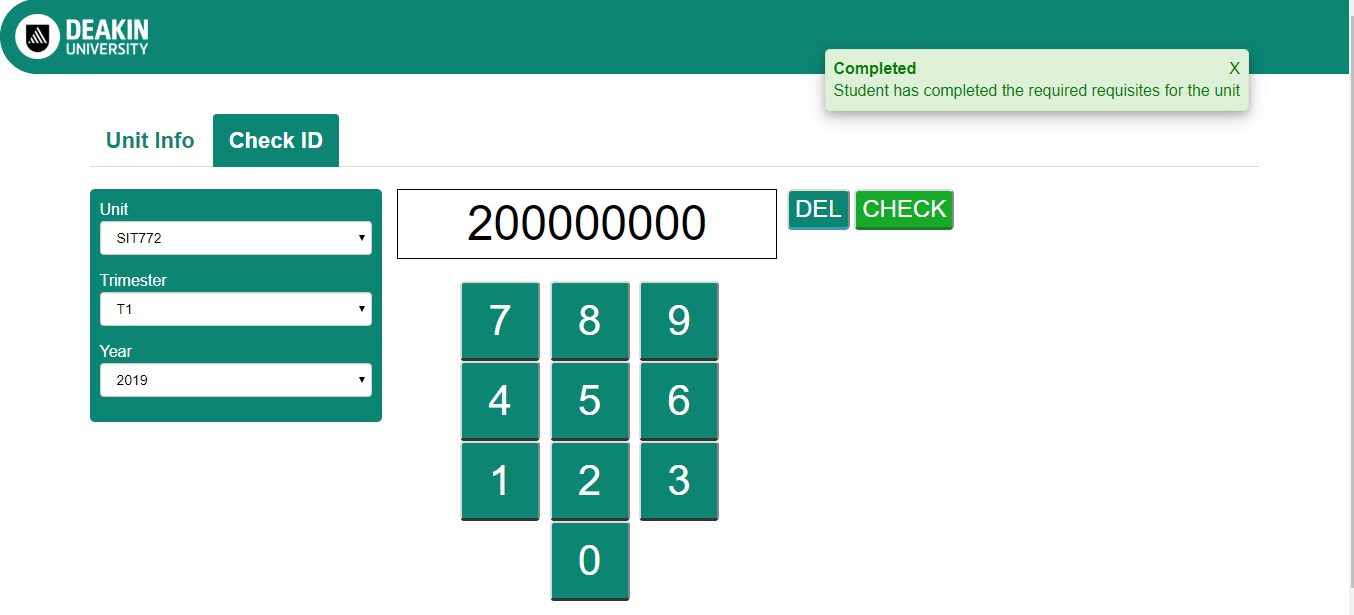 DEAKIN
UNIVERSITY
Completed X
Student has completed the required requisites for the unit
Unit Info Check ID
Unit
SIT772
Trimester
T1
Year
2019
200000000 DEL CHECK
7 8 9
4 5 6
1 2 3
0